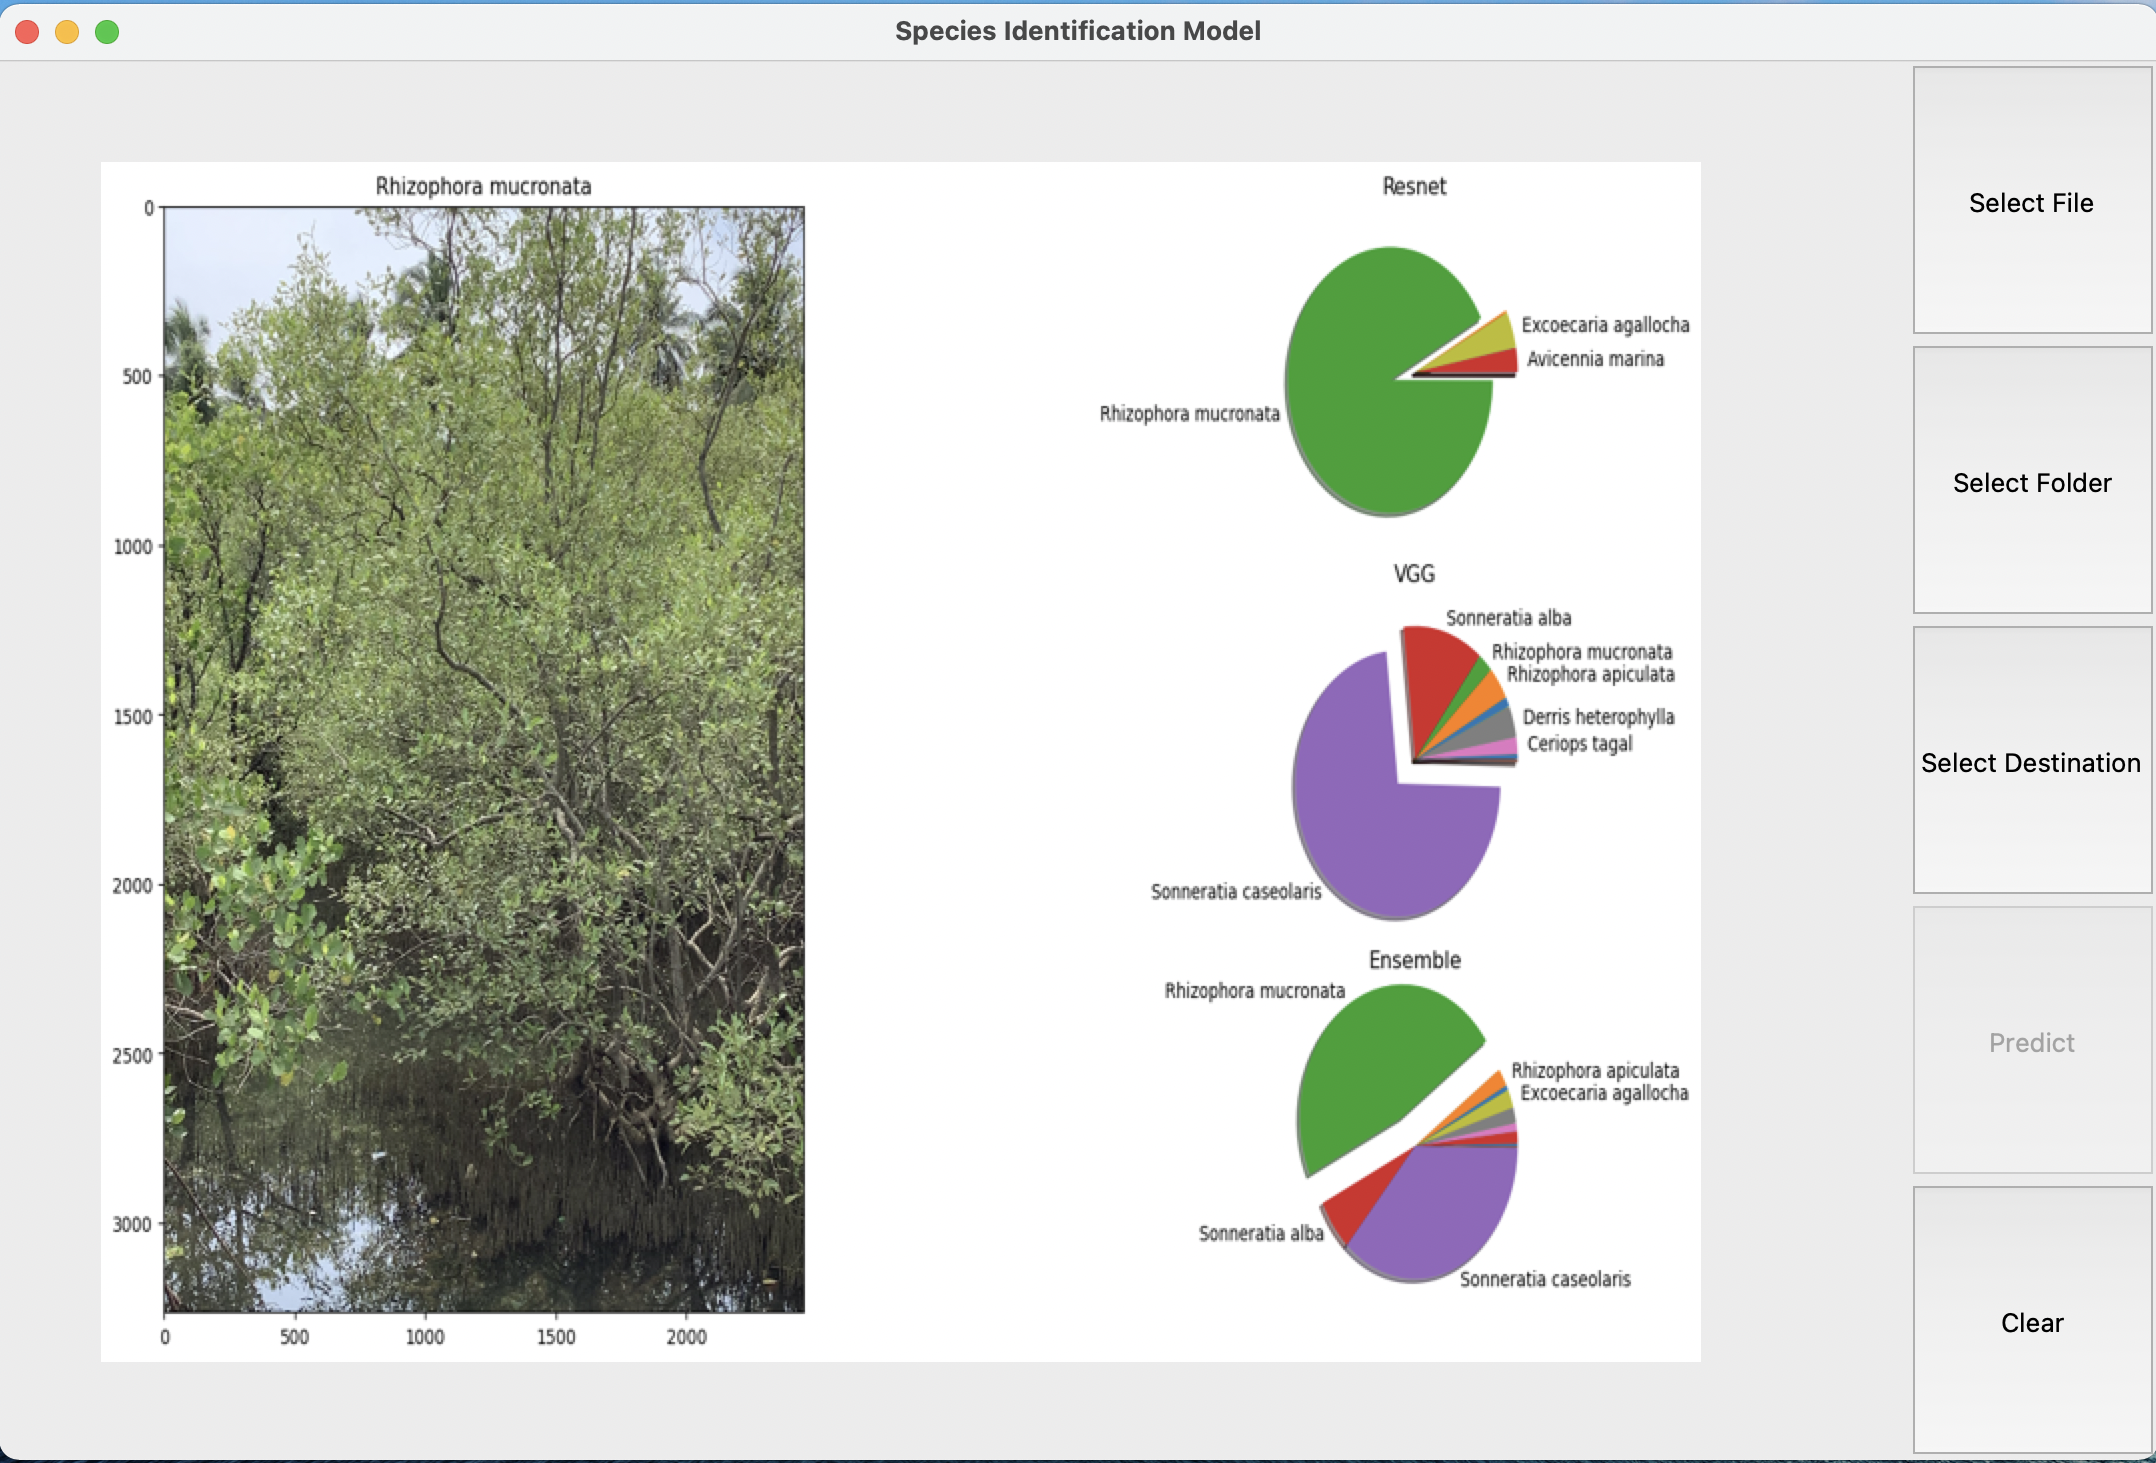 Species Identification Model
Rhizophora mucronata
0
500
1000
1500
2000
2500
3000
0
500
1000
1500
2000
Resnet
Excoecaria agallocha
Avicennia marina
Rhizophora mucronata
VGG
Sonneratia alba
Rhizophora mucronata
Rhizophora apiculata
Derris heterophylla
Ceriops tagal
Sonneratia caseolaris
Ensemble
Rhizophora mucronata
Rhizophora apiculata
Excoecaria agallocha
Sonneratia alba
Sonneratia caseolaris
Select File
Select Folder
Select Destination
Predict
Clear